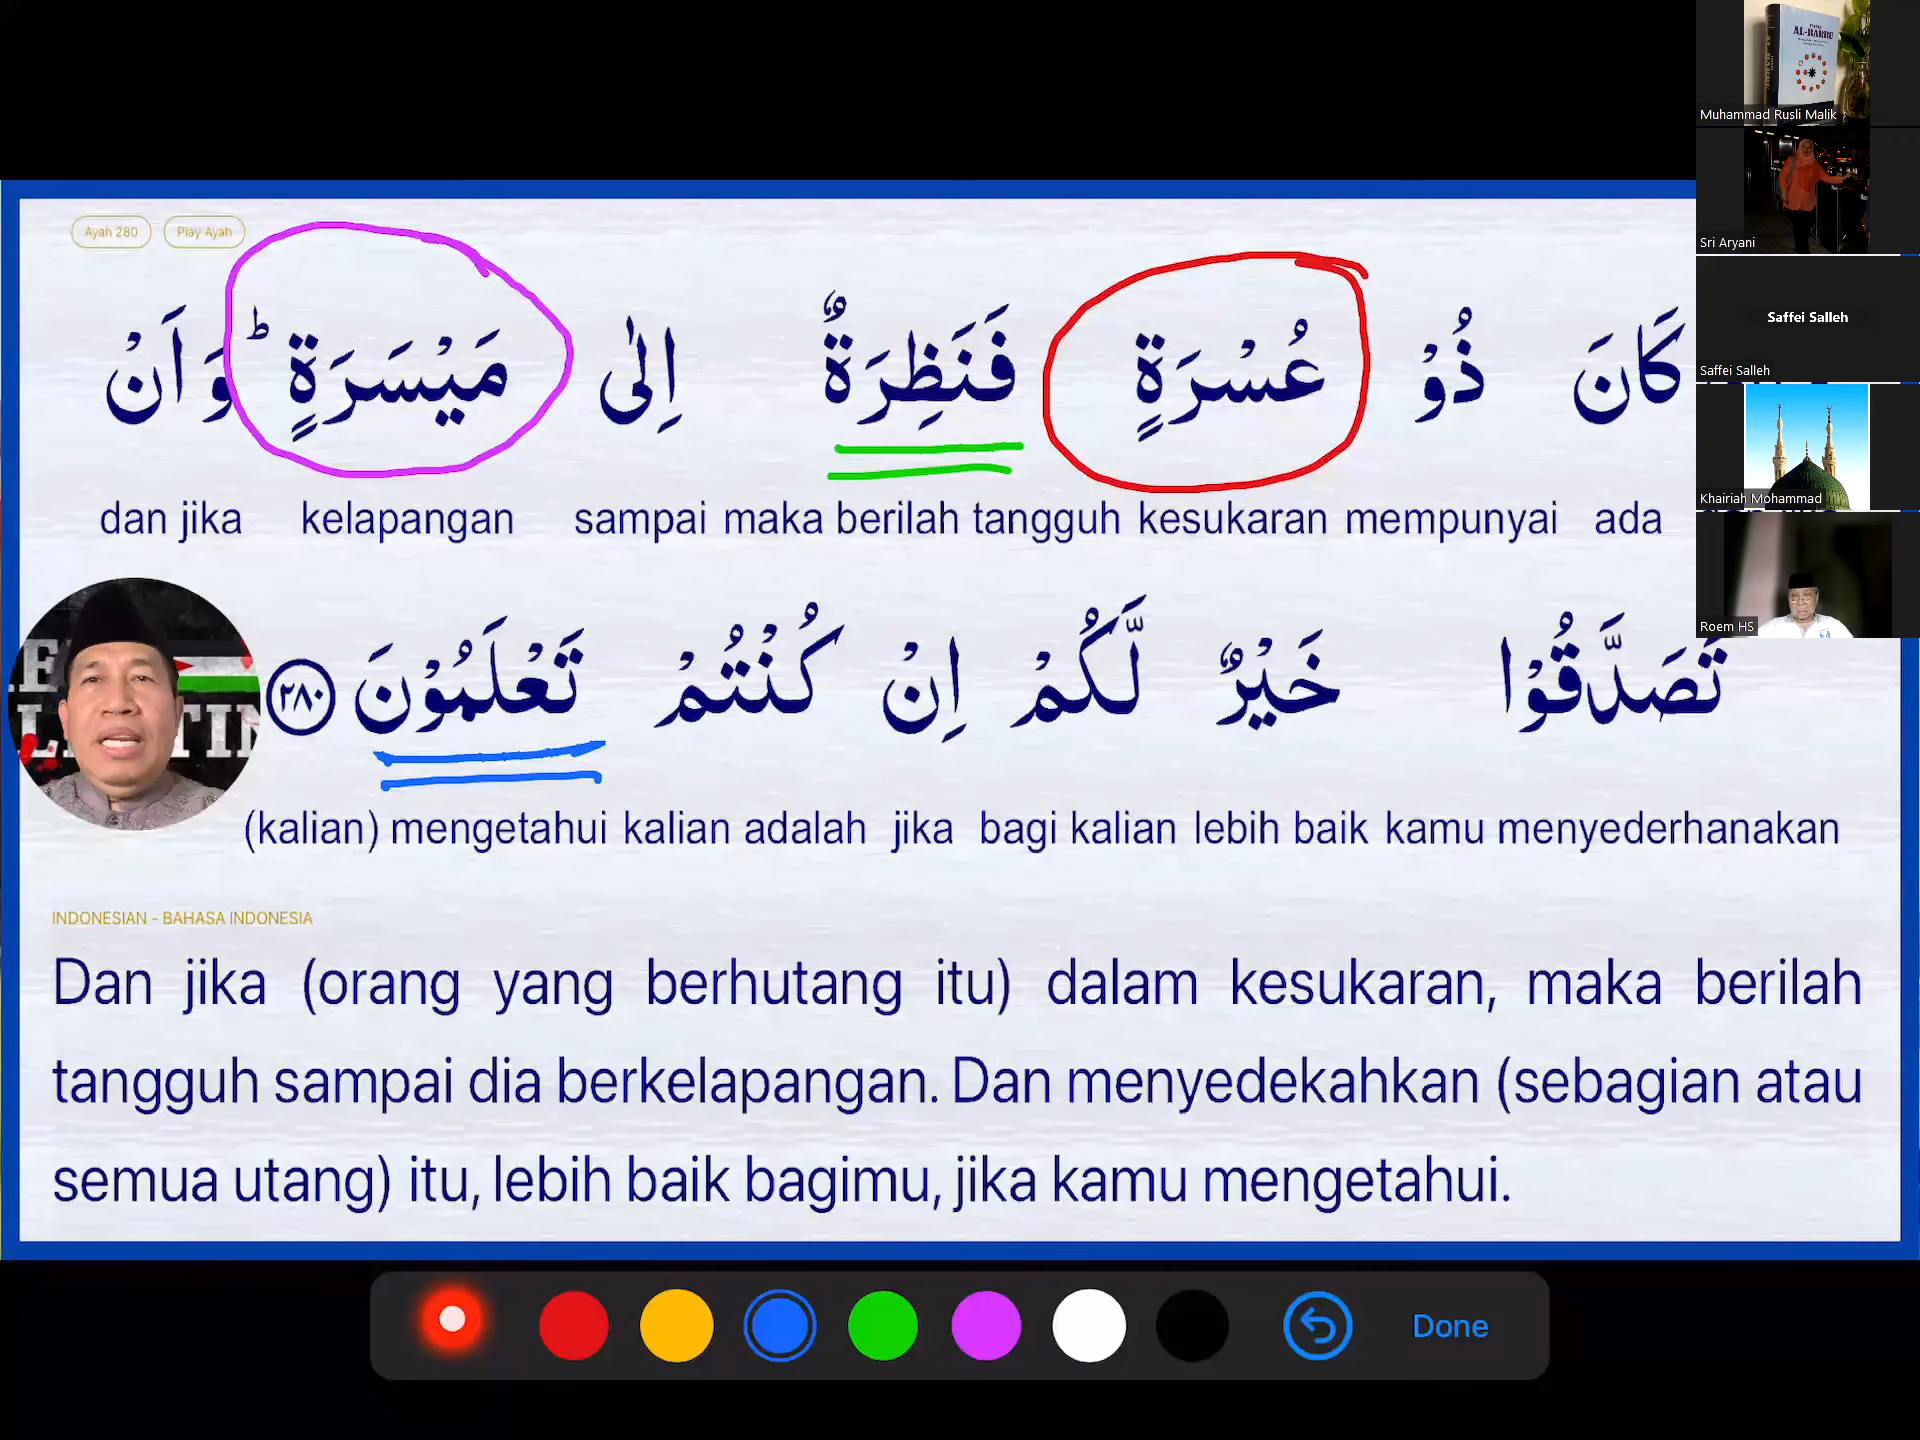 Ayah 280 Play Ayah
كَانَ ذُوْ عُسْرَةٍ فَنَظِرَةٌ اِلٰى مَيْسَرَةٍ ۗ وَاَنْ
dan jika kelapangan sampai maka berilah tangguh kesukaran mempunyai ada
تَصَدَّقُوْا خَيْرٌ لَّكُمْ اِنْ كُنْتُمْ تَعْلَمُوْنَ ٢٨٠
(kalian) mengetahui kalian adalah jika bagi kalian lebih baik kamu menyederhanakan
INDONESIAN - BAHASA INDONESIA
Dan jika (orang yang berhutang itu) dalam kesukaran, maka berilah
tangguh sampai dia berkelapangan. Dan menyedekahkan (sebagian atau
semua utang) itu, lebih baik bagimu, jika kamu mengetahui.
Done
AL-BARRU
Muhammad Rusli Malik
Sri Aryani
Saffei Salleh
Saffei Salleh
Khairiah Mohammad
Roem HS